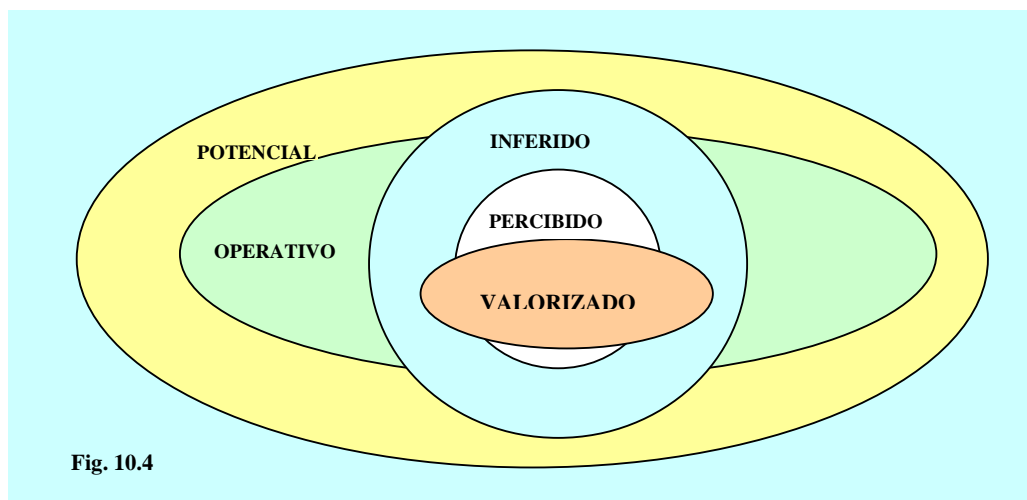 INFERIDO
POTENCIAL
PERCIBIDO
OPERATIVO
VALORIZADO
Fig. 10.4